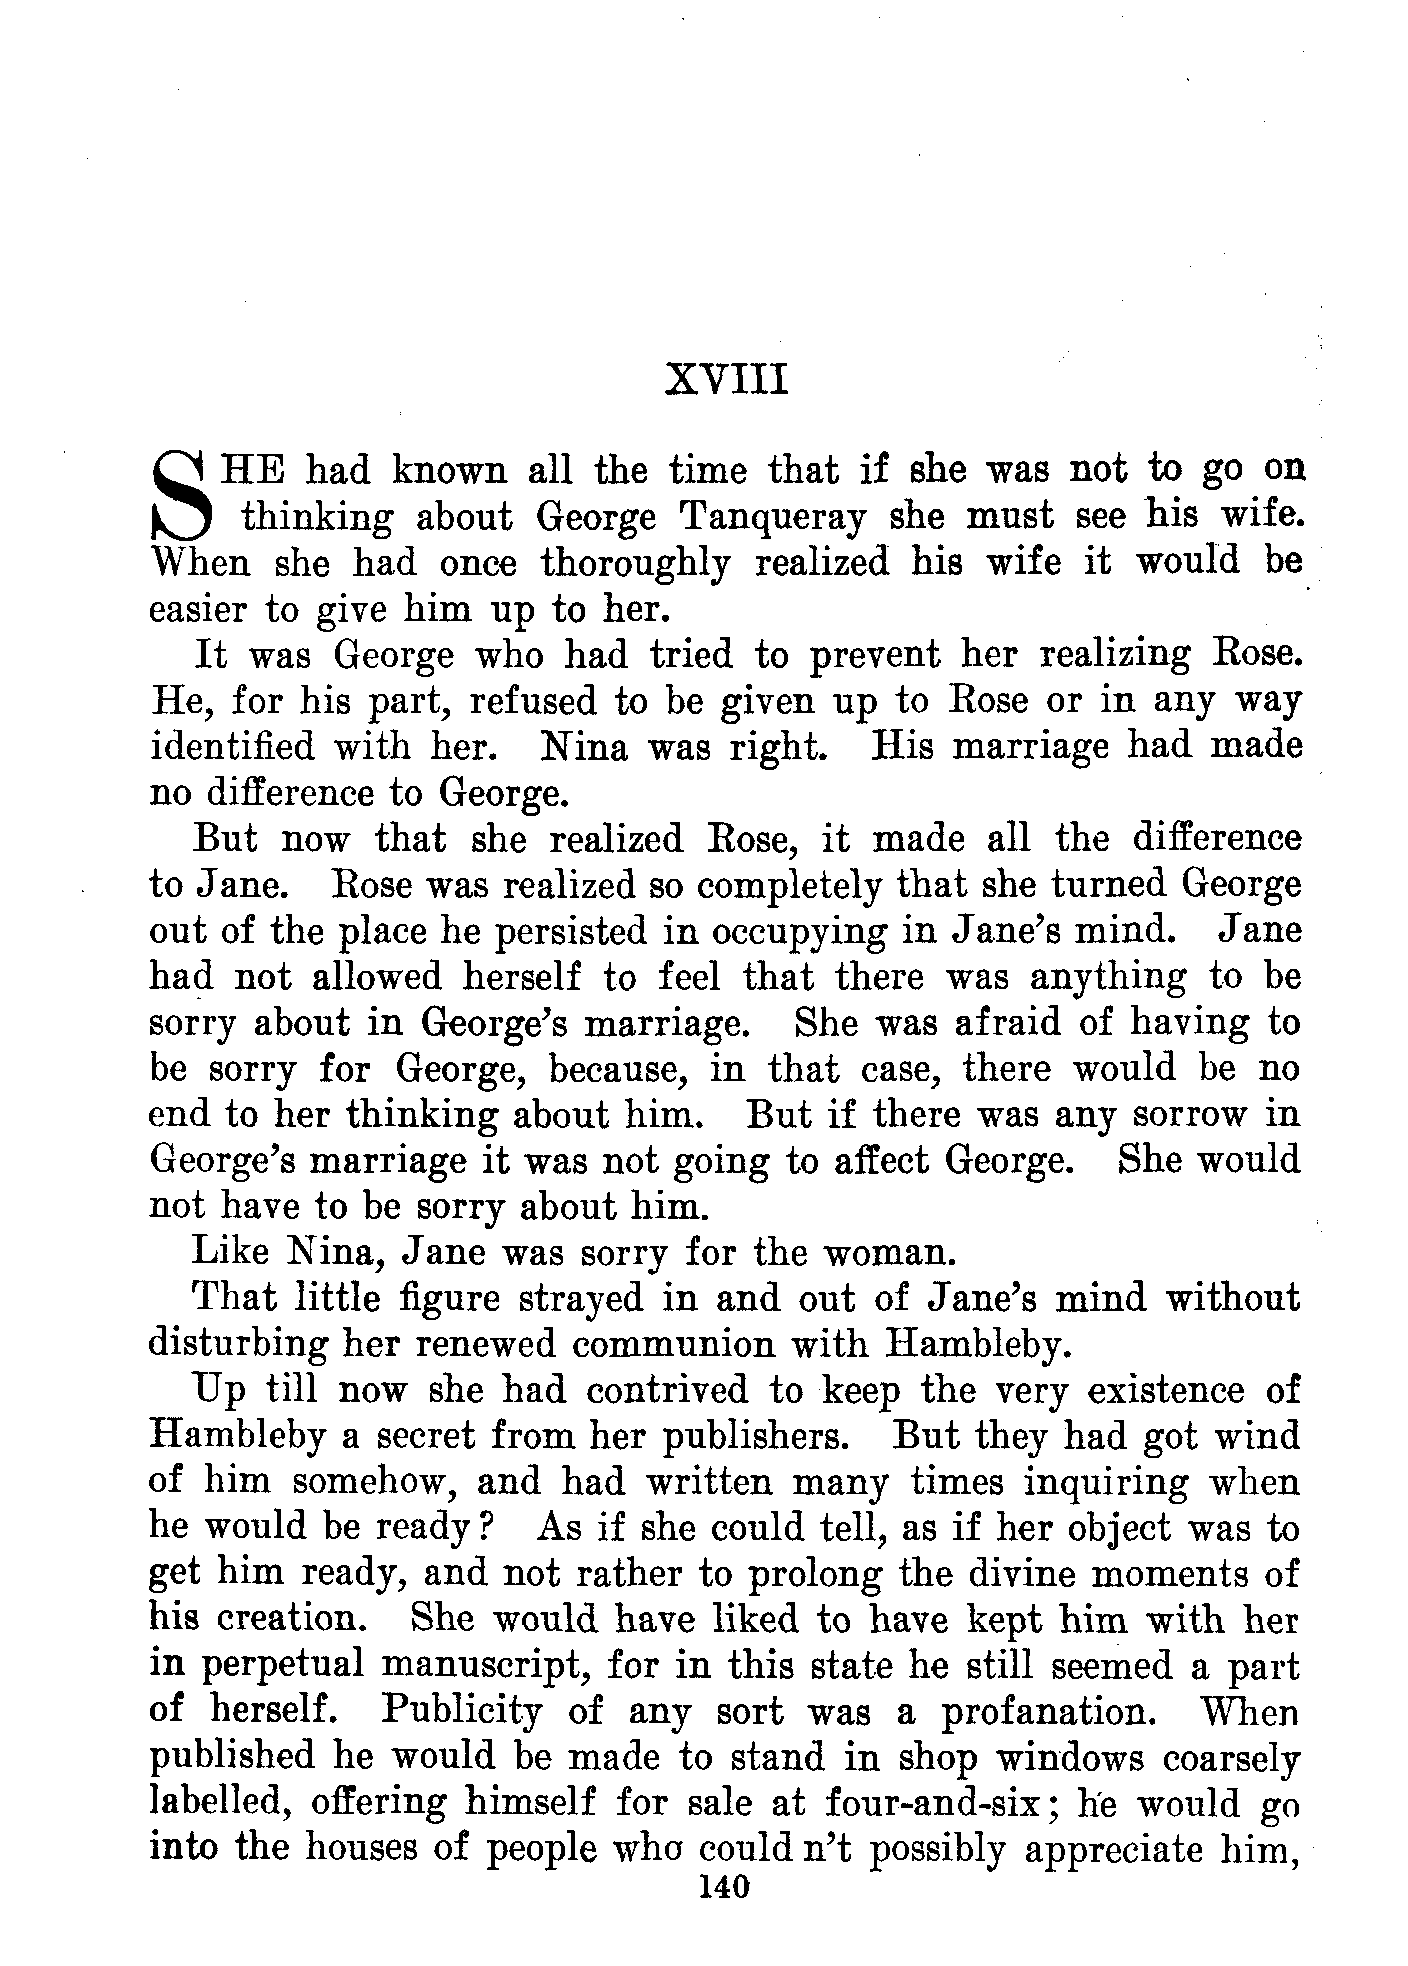 XVIII
SHE had known all the time that if she was not to go on
thinking about George Tanqueray she must see his wife.
When she had once thoroughly realized his wife it would be
easier to give him up to her.
It was George who had tried to prevent her realizing Rose.
He, for his part, refused to be given up to Rose or in any way
identified with her. Nina was right. His marriage had made
no difference to George.
But now that she realized Rose, it made all the difference
to Jane. Rose was realized so completely that she turned George
out of the place he persisted in occupying in Jane's mind. Jane
had not allowed herself to feel that there was anything to be
sorry about in George's marriage. She was afraid of having to
be sorry for George, because, in that case, there would be no
end to her thinking about him. But if there was any sorrow in
George's marriage it was not going to affect George. She would
not have to be sorry about him.
Like Nina, Jane was sorry for the woman.
That little figure strayed in and out of Jane's mind without
disturbing her renewed communion with Hambleby.
Up till now she had contrived to keep the very existence of
Hambleby a secret from her publishers. But they had got wind
of him somehow, and had written many times inquiring when
he would be ready? As if she could tell, as if her object was to
get him ready, and not rather to prolong the divine moments of
his creation. She would have liked to have kept him with her
in perpetual manuscript, for in this state he still seemed a part
of herself. Publicity of any sort was a profanation. When
published he would be made to stand in shop windows coarsely
labelled, offering himself for sale at four-and-six; he would go
into the houses of people who could n't possibly appreciate him,
140